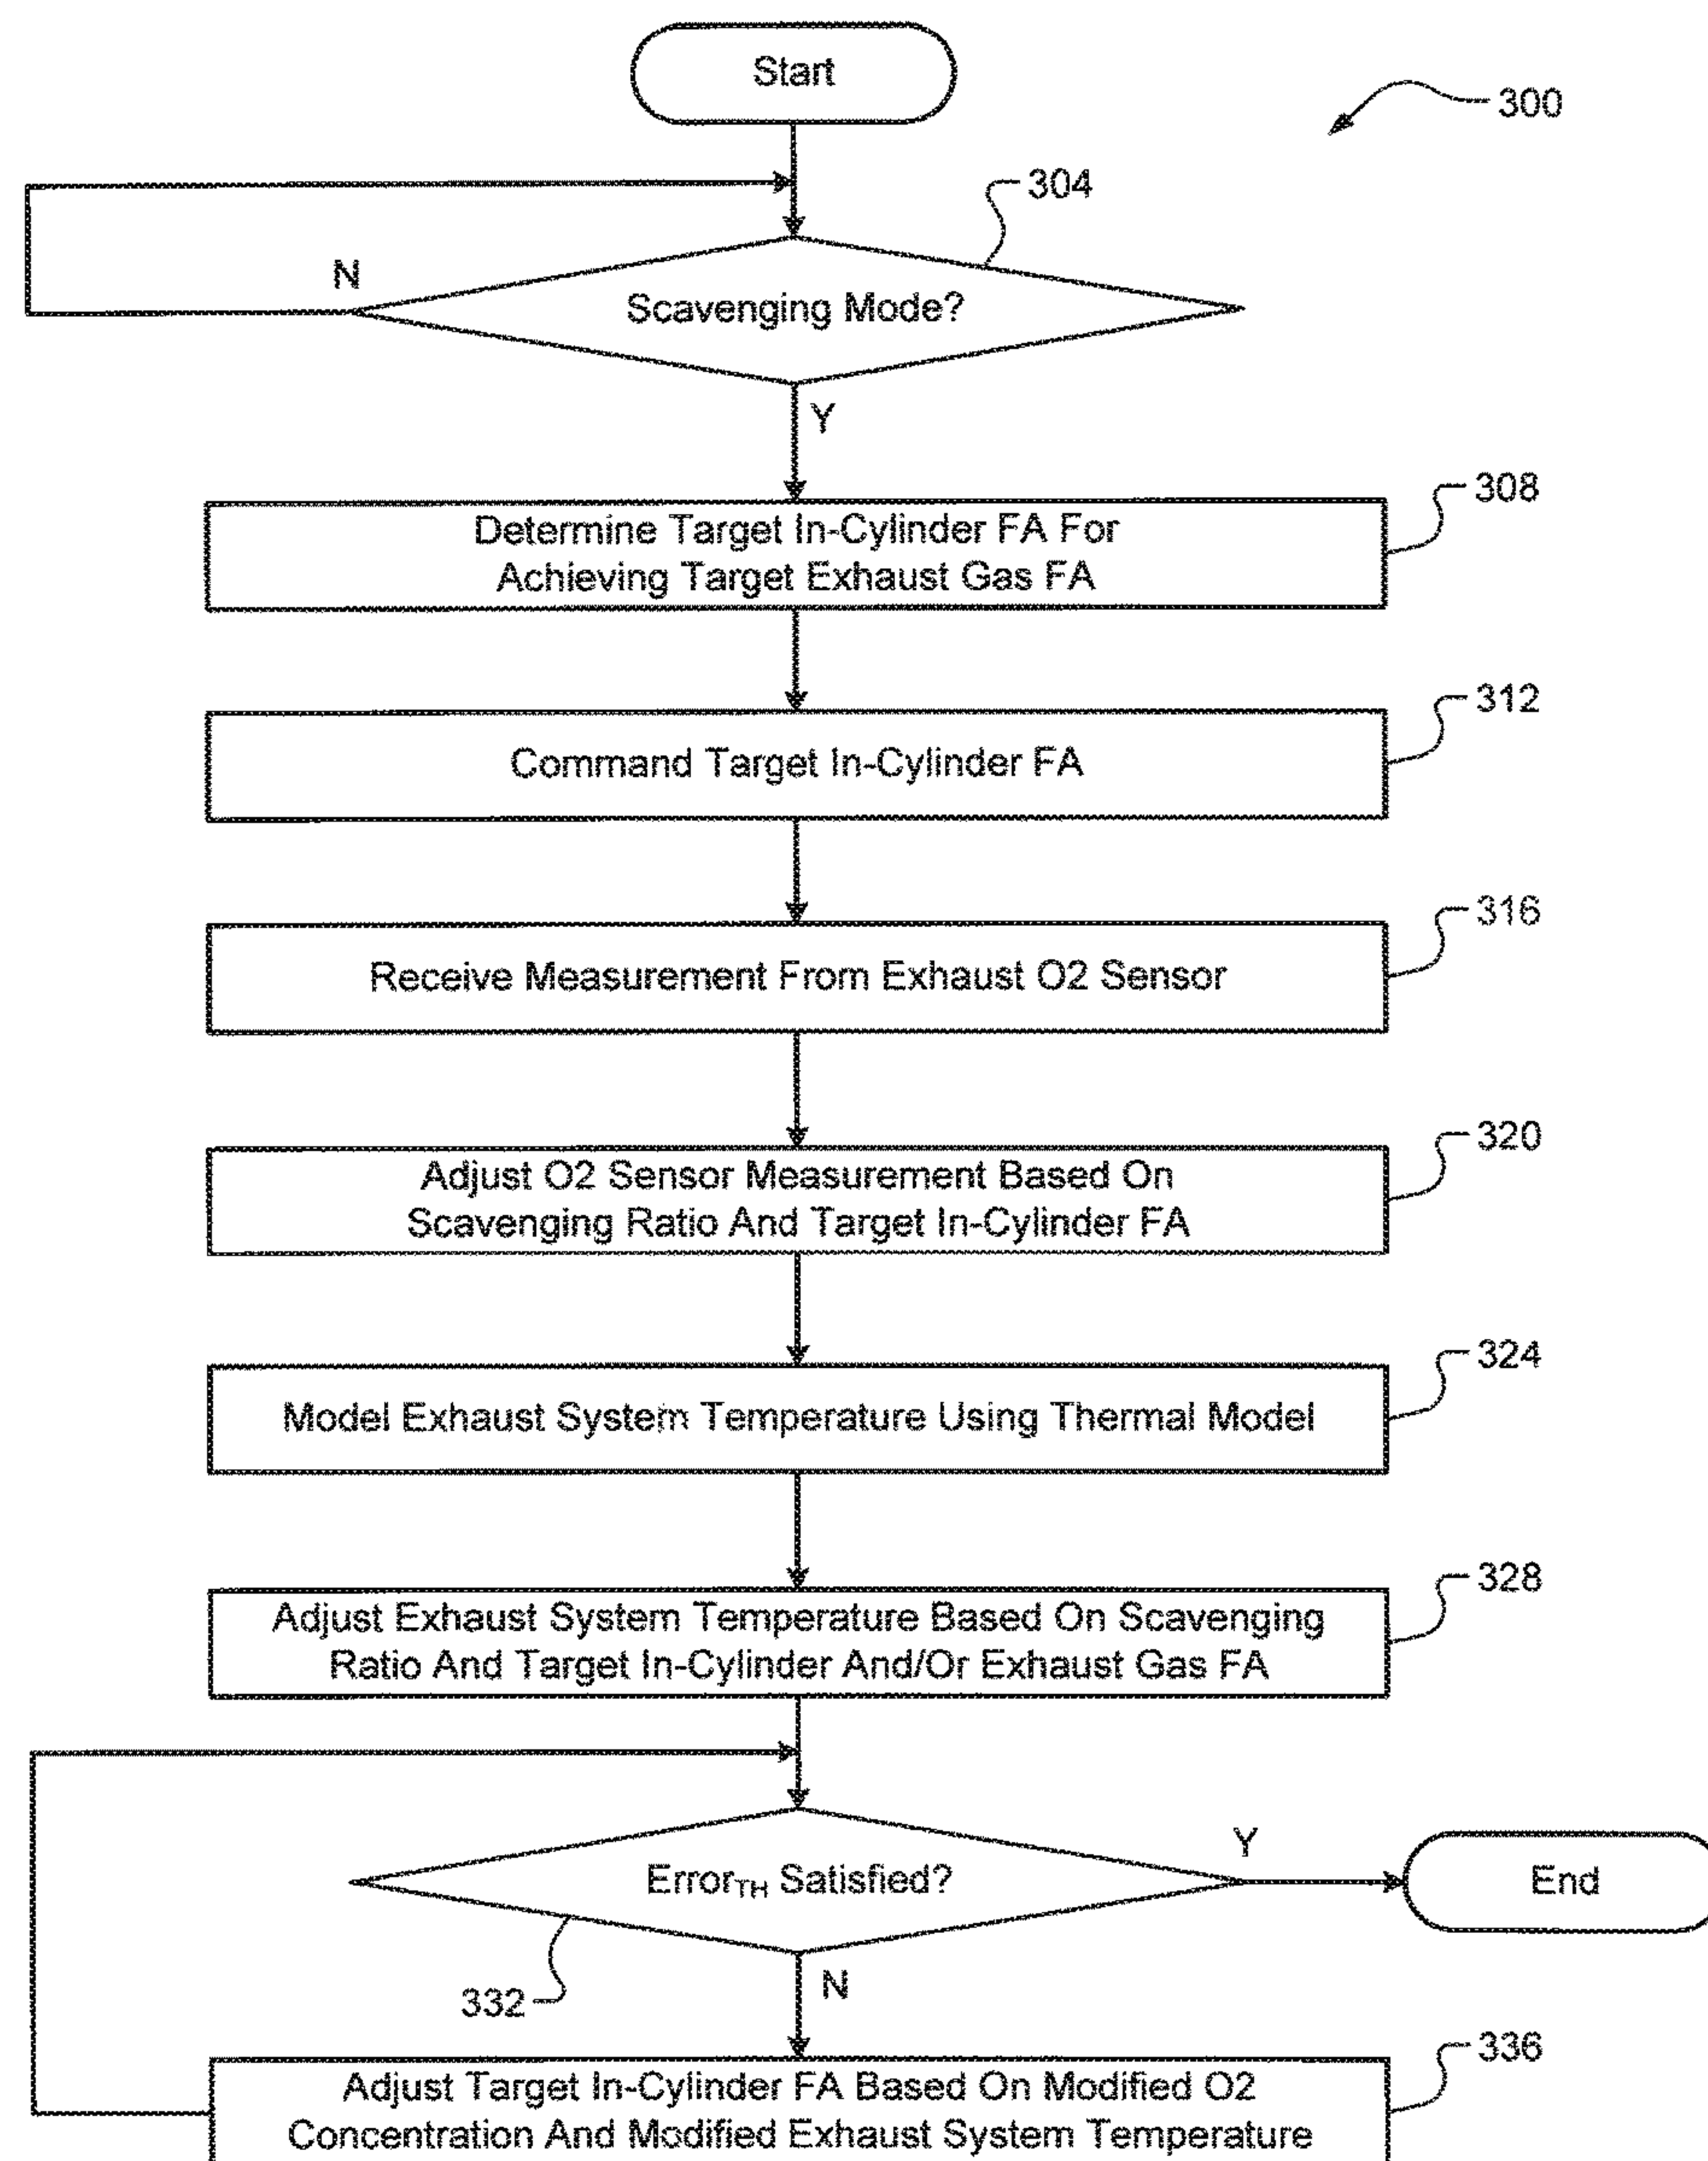 Start
300
304
N
Scavenging Mode?
Y
308
Determine Target In-Cylinder FA For
Achieving Target Exhaust Gas FA
312
Command Target In-Cylinder FA
316
Receive Measurement From Exhaust O2 Sensor
320
Adjust O2 Sensor Measurement Based On
Scavenging Ratio And Target In-Cylinder FA
324
Model Exhaust System Temperature Using Thermal Model
328
Adjust Exhaust System Temperature Based On Scavenging
Ratio And Target In-Cylinder And/Or Exhaust Gas FA
Y
ErrorTH Satisfied?
End
332
N
336
Adjust Target In-Cylinder FA Based On Modified O2
Concentration And Modified Exhaust System Temperature